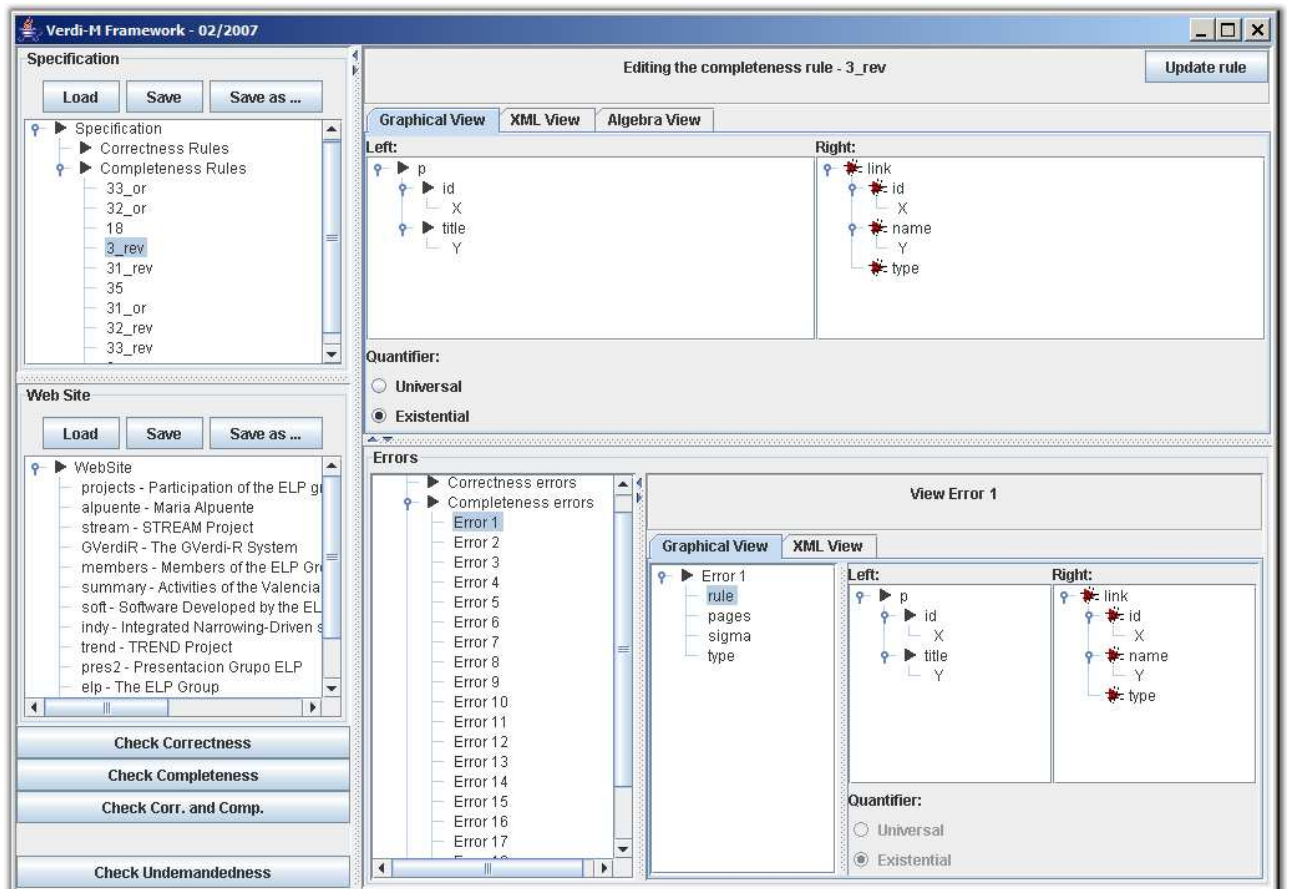 Verdi-M Framework - 02/2007
Specification
Load Save Save as ...
Specification
Correctness Rules
Completeness Rules
33_or
32_or
18
3_rev
31_rev
35
31_or
32_rev
33_rev
Web Site
Load Save Save as ...
WebSite
projects - Participation of the ELP g
alpuente - Maria Alpuente
stream - STREAM Project
GVerdiR - The GVerdi-R System
members - Members of the ELP Gr
summary - Activities of the Valencia
soft - Software Developed by the EL
indy - Integrated Narrowing-Driven s
trend - TREND Project
pres2 - Presentacion Grupo ELP
elp - The ELP Group
Check Correctness
Check Completeness
Check Corr. and Comp.
Check Undemandedness
Editing the completeness rule - 3_rev
Update rule
Graphical View XML View Algebra View
Left:
p
id
X
title
Y
Right:
link
id
X
name
Y
type
Quantifier:
Universal
Existential
Errors
Correctness errors
Completeness errors
Error 1
Error 2
Error 3
Error 4
Error 5
Error 6
Error 7
Error 8
Error 9
Error 10
Error 11
Error 12
Error 13
Error 14
Error 15
Error 16
Error 17
View Error 1
Graphical View XML View
Error 1
rule
pages
sigma
type
Left:
p
id
X
title
Y
Right:
link
id
X
name
Y
type
Quantifier:
Universal
Existential